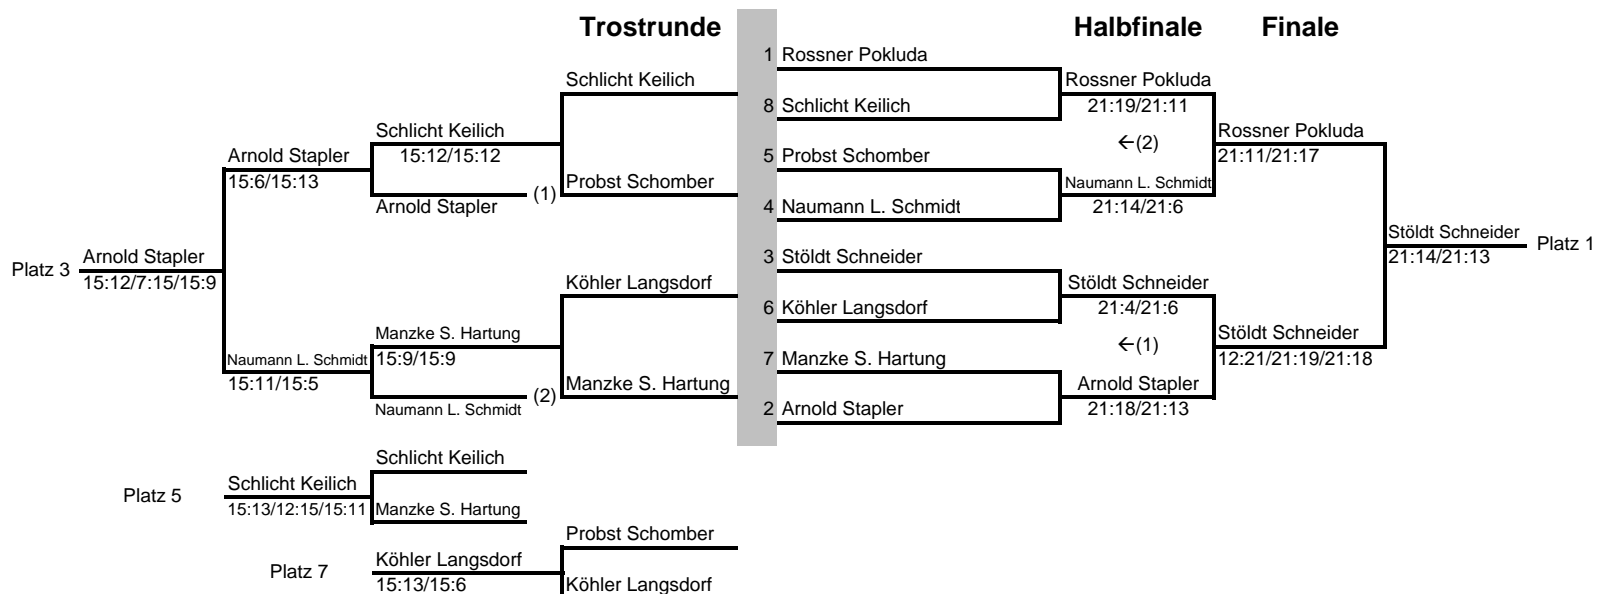 Trostrunde
Halbfinale
Finale
1 Rossner Pokluda
Schlicht Keilich
Rossner Pokluda
8 Schlicht Keilich
21:19/21:11
Schlicht Keilich
←(2)
Rossner Pokluda
Arnold Stapler
15:12/15:12
5 Probst Schomber
21:11/21:17
15:6/15:13
(1)
Probst Schomber
Naumann L. Schmidt
Arnold Stapler
4 Naumann L. Schmidt
21:14/21:6
Stöldt Schneider
Platz 1
Platz 3
Arnold Stapler
3 Stöldt Schneider
21:14/21:13
15:12/7:15/15:9
Köhler Langsdorf
Stöldt Schneider
6 Köhler Langsdorf
21:4/21:6
Manzke S. Hartung
←(1)
Stöldt Schneider
Naumann L. Schmidt
15:9/15:9
7 Manzke S. Hartung
12:21/21:19/21:18
15:11/15:5
Manzke S. Hartung
Arnold Stapler
(2)
Naumann L. Schmidt
2 Arnold Stapler
21:18/21:13
Schlicht Keilich
Platz 5
Schlicht Keilich
15:13/12:15/15:11
Manzke S. Hartung
Probst Schomber
Platz 7
Köhler Langsdorf
15:13/15:6
Köhler Langsdorf